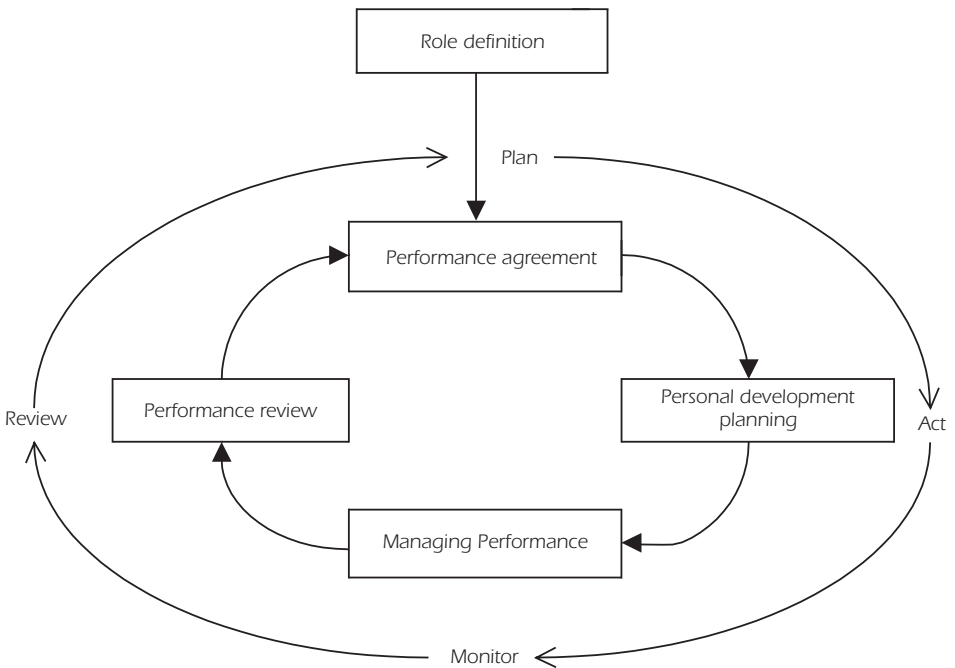 Role definition
Plan
Performance agreement
Personal development
planning
Performance review
Review
Act
Managing Performance
Monitor